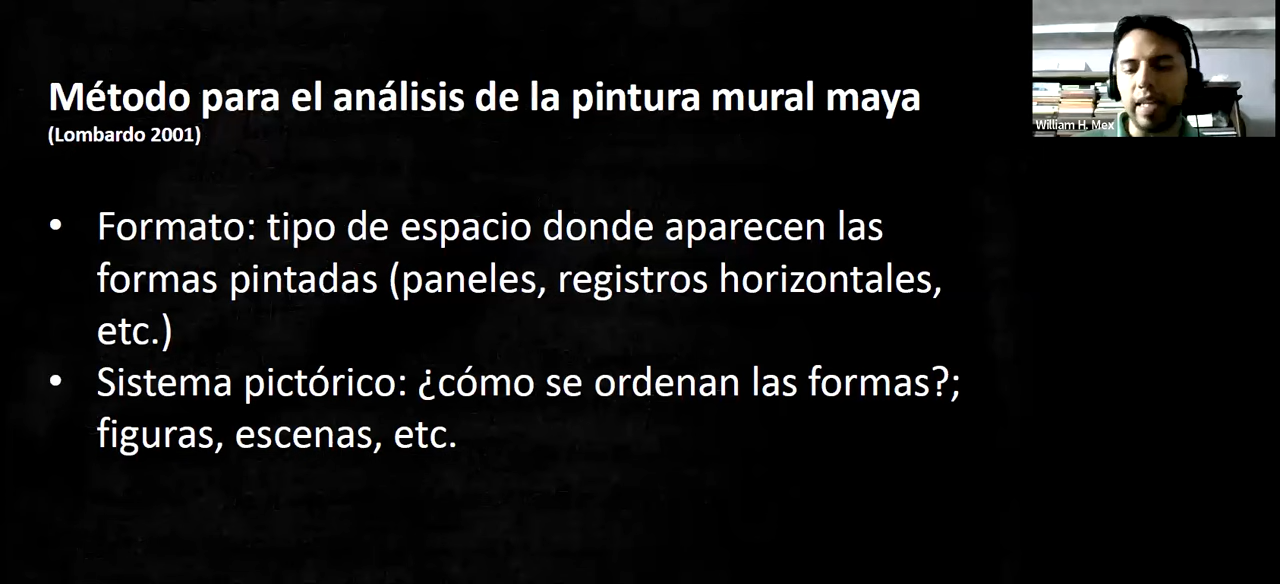 Método para el análisis de la pintura mural maya
(Lombardo 2001)
William H. Mex
• Formato: tipo de espacio donde aparecen las
formas pintadas (paneles, registros horizontales,
etc.)
• Sistema pictórico: ¿cómo se ordenan las formas?;
figuras, escenas, etc.